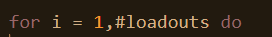 for i = 1,#loadouts do